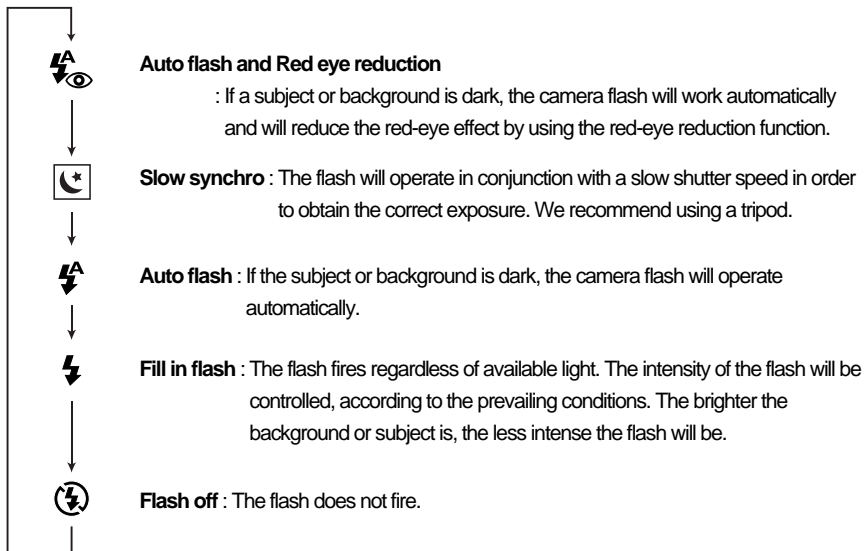 A
Auto flash and Red eye reduction
: If a subject or background is dark, the camera flash will work automatically
and will reduce the red-eye effect by using the red-eye reduction function.
Slow synchro : The flash will operate in conjunction with a slow shutter speed in order
to obtain the correct exposure. We recommend using a tripod.
A
Auto flash : If the subject or background is dark, the camera flash will operate
automatically.
Fill in flash : The flash fires regardless of available light. The intensity of the flash will be
controlled, according to the prevailing conditions. The brighter the
background or subject is, the less intense the flash will be.
Flash off : The flash does not fire.